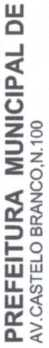 PREFEITURA MUNICIPAL DE
AV.CASTELO BRANCO,N.100